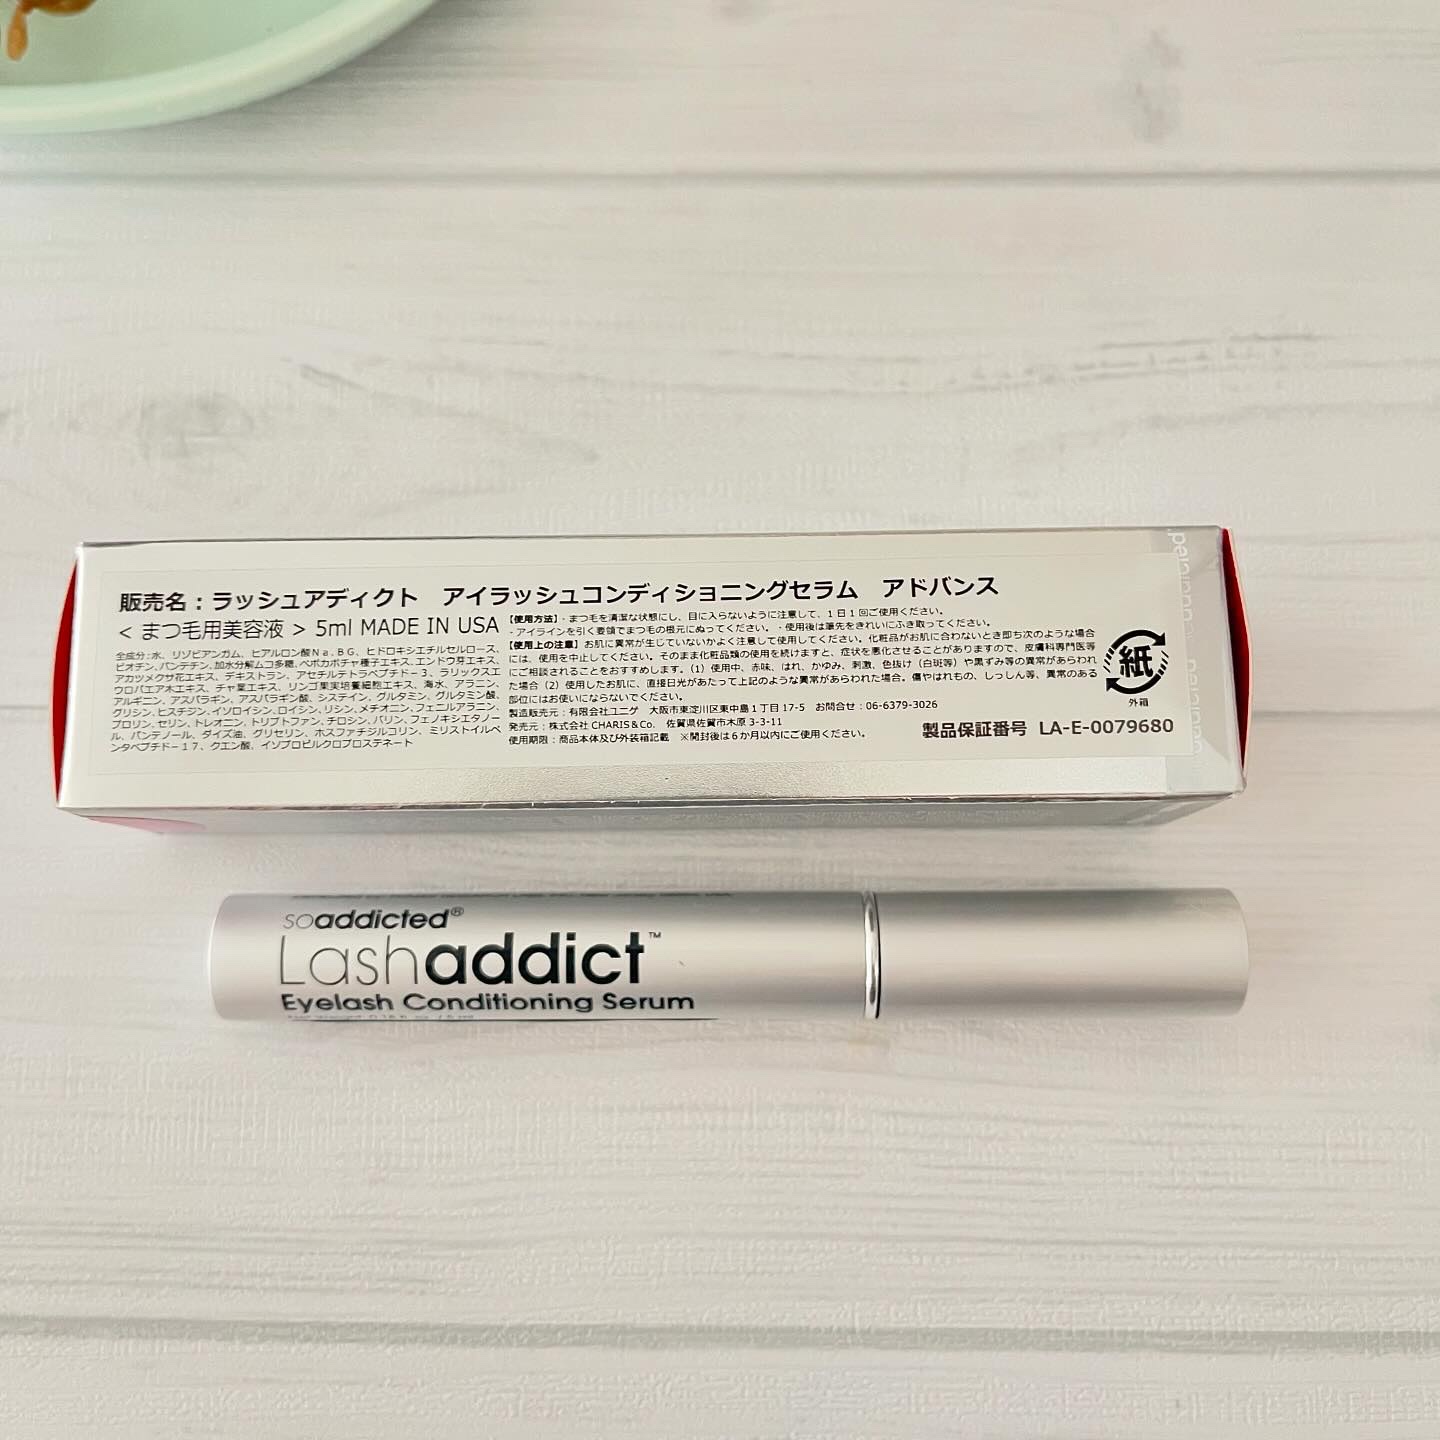 販売名：ラッシュアディクト　アイラッシュコンディショニングセラム　アドバンス
< まつ毛用美容液 > 5ml MADE IN USA
全成分：水、リゾビアンガム、ヒアルロン酸Ｎａ、ＢＧ、ヒドロキシエチルセルロース、
ビオチン、パンテチン、加水分解ムコ多糖、ペポカボチャ種子エキス、エンドウ芽エキス、
アカツメクサ花エキス、デキストラン、アセチルテトラペプチド－３、ラリックスエ
ウロパエア木エキス、チャ葉エキス、リンゴ果実培養細胞エキス、海水、アラニン、
アルギニン、アスパラギン、アスパラギン酸、システイン、グルタミン、グルタミン酸、
グリシン、ヒスチジン、イソロイシン、ロイシン、リシン、メチオニン、フェニルアラニン、
プロリン、セリン、トレオニン、トリプトファン、チロシン、バリン、フェノキシエタノー
ル、パンテノール、ダイズ油、グリセリン、ホスファチジルコリン、ミリストイルペ
ンタペプチド－１７、クエン酸、イソプロピルクロプロステネート
【使用方法】・まつ毛を清潔な状態にし、目に入らないように注意して、１日１回ご使用ください。
・アイラインを引く要領でまつ毛の根元にぬってください。・使用後は筆先をきれいにふき取ってください。
【使用上の注意】お肌に異常が生じていないかよく注意して使用してください。化粧品がお肌に合わないとき即ち次のような場合
には、使用を中止してください。そのまま化粧品類の使用を続けますと、症状を悪化させることがありますので、皮膚科専門医等
にご相談されることをおすすめします。(1) 使用中、赤味、はれ、かゆみ、刺激、色抜け（白斑等）や黒ずみ等の異常があらわれ
た場合（2）使用したお肌に、直接日光があたって上記のような異常があらわれた場合。傷やはれもの、しっしん等、異常のある
部位にはお使いにならないでください。
製造販売元：有限会社ユニゲ　大阪市東淀川区東中島１丁目 17-5　お問合せ：06-6379-3026
発売元：株式会社 CHARIS＆Co.　佐賀県佐賀市木原 3-3-11
使用期限：商品本体及び外装箱記載　※開封後は６か月以内にご使用ください。
紙
外箱
製品保証番号 LA-E-0079680
soaddicted®
Lashaddict™
Eyelash Conditioning Serum